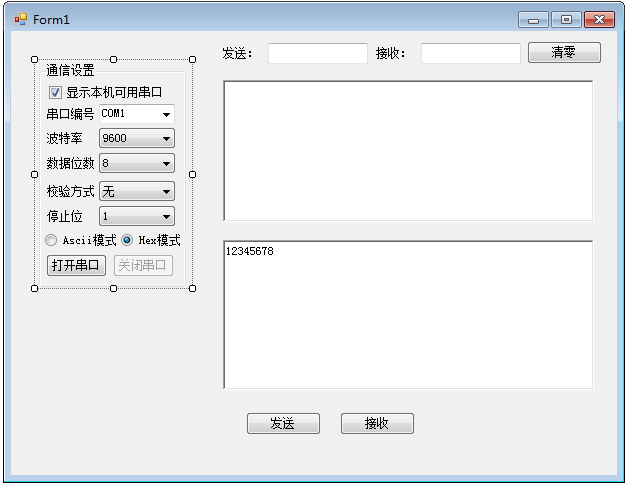 Form1
发送： 接收： 清零
通信设置
显示本机可用串口
串口编号 COM1
波特率 9600
数据位数 8
校验方式 无
停止位 1
Ascii模式 Hex模式
打开串口 关闭串口
12345678
发送 接收